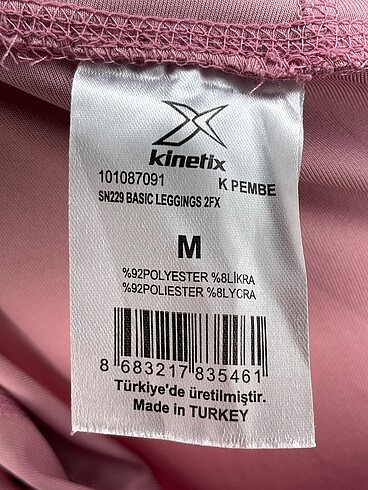 kinetix
101087091 K PEMBE
SN229 BASIC LEGGINGS 2FX
M
%92POLYESTER %8LİKRA
%92POLIESTER %8LYCRA
8 683217 835461
Türkiye'de üretilmiştir.
Made in TURKEY